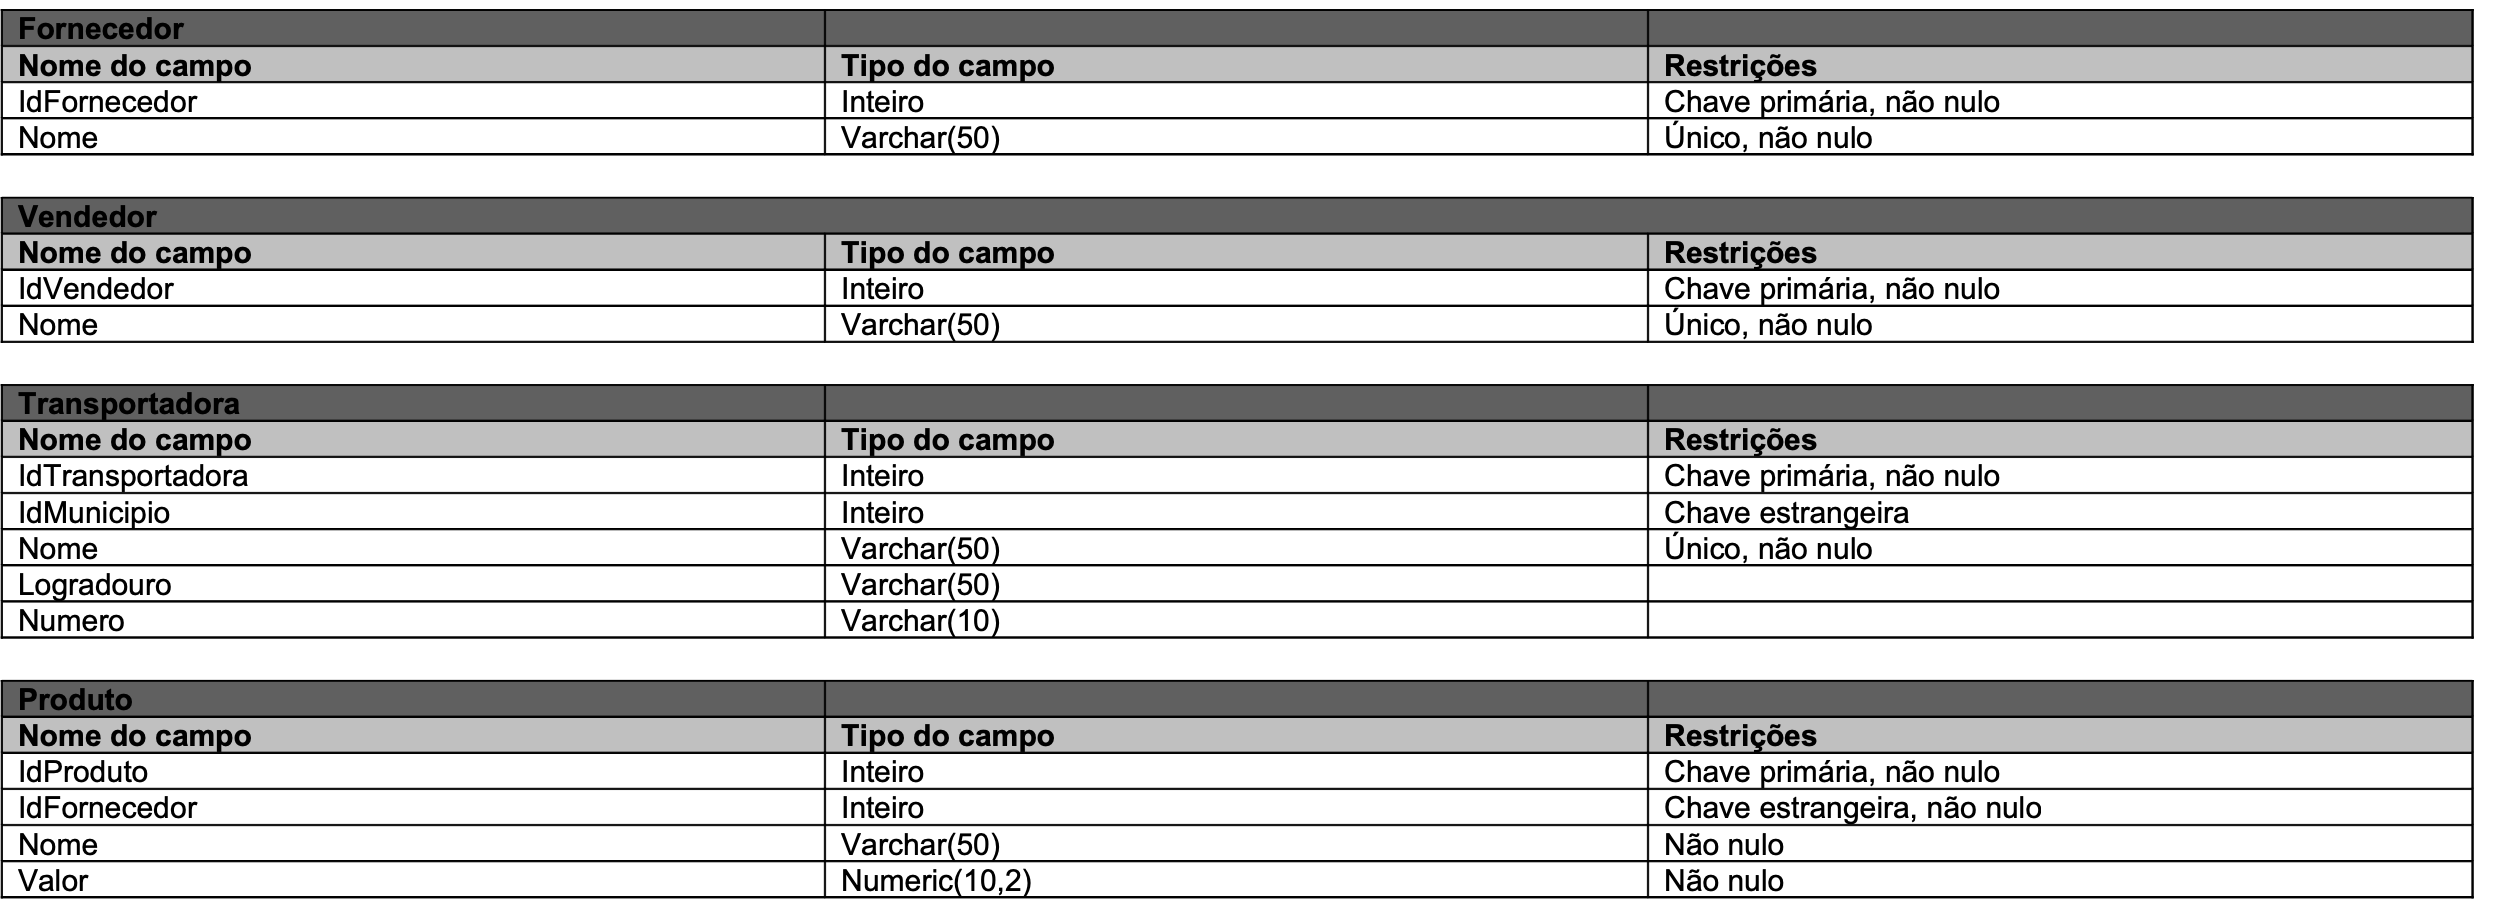 Fornecedor
Nome do campo Tipo do campo Restrições
IdFornecedor Inteiro Chave primária, não nulo
Nome Varchar(50) Único, não nulo
Vendedor
Nome do campo Tipo do campo Restrições
IdVendedor Inteiro Chave primária, não nulo
Nome Varchar(50) Único, não nulo
Transportadora
Nome do campo Tipo do campo Restrições
IdTransportadora Inteiro Chave primária, não nulo
IdMunicipio Inteiro Chave estrangeira
Nome Varchar(50) Único, não nulo
Logradouro Varchar(50)
Numero Varchar(10)
Produto
Nome do campo Tipo do campo Restrições
IdProduto Inteiro Chave primária, não nulo
IdFornecedor Inteiro Chave estrangeira, não nulo
Nome Varchar(50) Não nulo
Valor Numeric(10,2) Não nulo